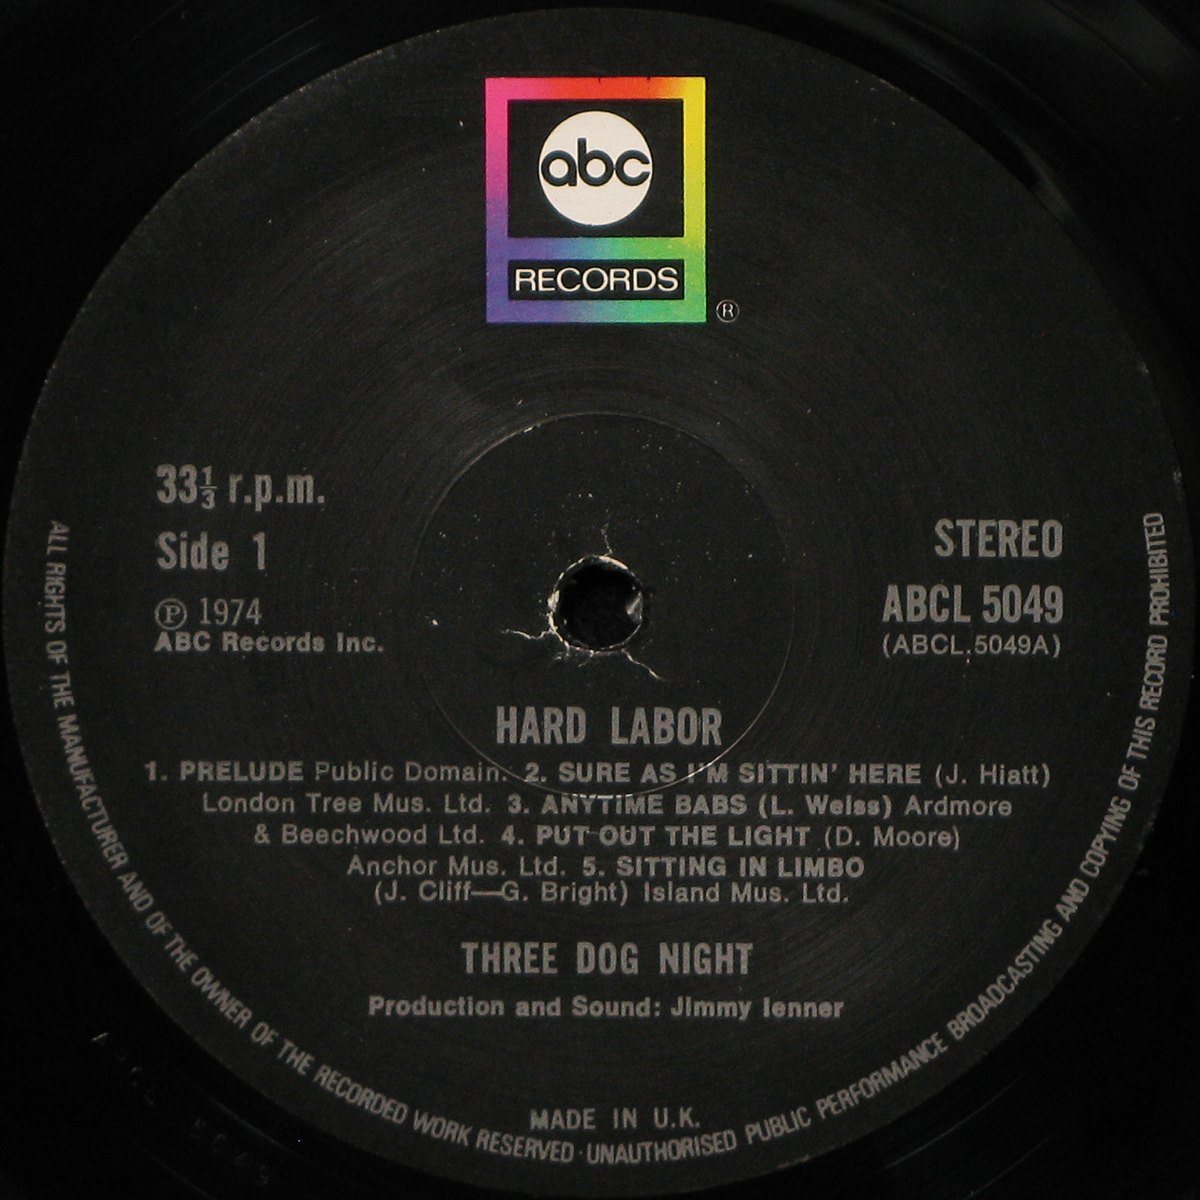 abc
RECORDS
®
33⅓ r.p.m.
Side 1
℗ 1974
ABC Records Inc.
STEREO
ABCL 5049
(ABCL.5049A)
HARD LABOR
1. PRELUDE Public Domain. 2. SURE AS I'M SITTIN' HERE (J. Hiatt)
London Tree Mus. Ltd. 3. ANYTIME BABS (L. Weiss) Ardmore
& Beechwood Ltd. 4. PUT OUT THE LIGHT (D. Moore)
Anchor Mus. Ltd. 5. SITTING IN LIMBO
(J. Cliff—G. Bright) Island Mus. Ltd.
THREE DOG NIGHT
Production and Sound: Jimmy Ienner
MADE IN U.K.
ALL RIGHTS OF THE MANUFACTURER AND OF THE OWNER OF THE RECORDED WORK RESERVED · UNAUTHORISED PUBLIC PERFORMANCE BROADCASTING AND COPYING OF THIS RECORD PROHIBITED